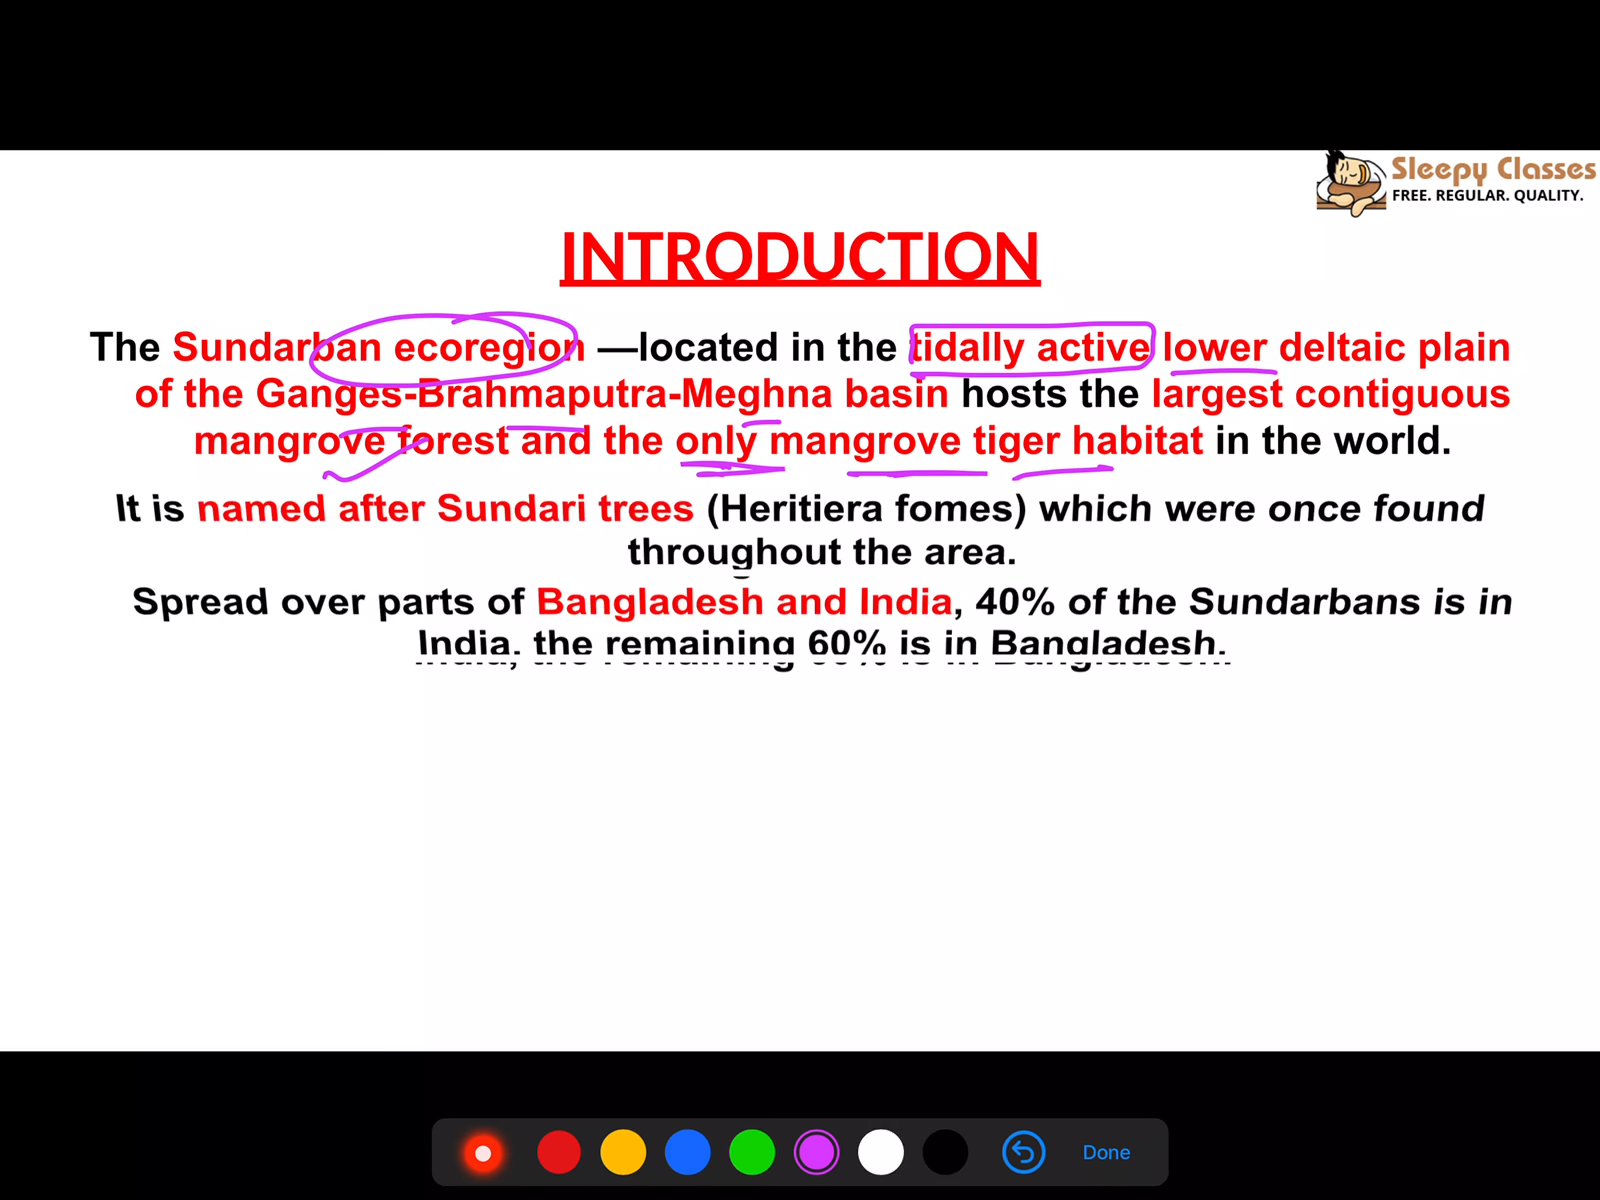 Sleepy Classes
FREE. REGULAR. QUALITY.
INTRODUCTION
The Sundarban ecoregion —located in the tidally active lower deltaic plain
of the Ganges-Brahmaputra-Meghna basin hosts the largest contiguous
mangrove forest and the only mangrove tiger habitat in the world.
It is named after Sundari trees (Heritiera fomes) which were once found
throughout the area.
Spread over parts of Bangladesh and India, 40% of the Sundarbans is in
India, the remaining 60% is in Bangladesh.
Done